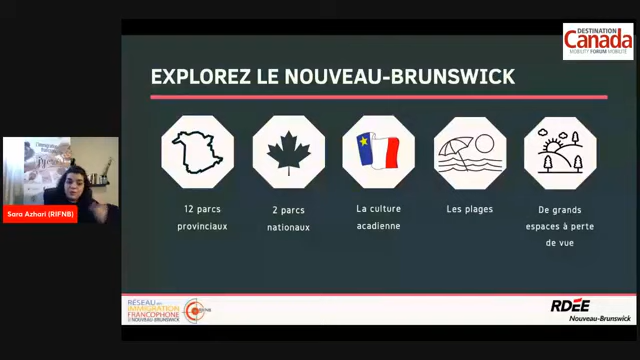 DESTINATION
Canada
MOBILITY FORUM MOBILITÉ
EXPLOREZ LE NOUVEAU-BRUNSWICK
12 parcs
provinciaux
2 parcs
nationaux
La culture
acadienne
Les plages
De grands
espaces à perte
de vue
Sara Azhari (RIFNB)
RÉSEAU en
IMMIGRATION
FRANCOPHONE
NOUVEAU-BRUNSWICK
RDÉE
Nouveau-Brunswick